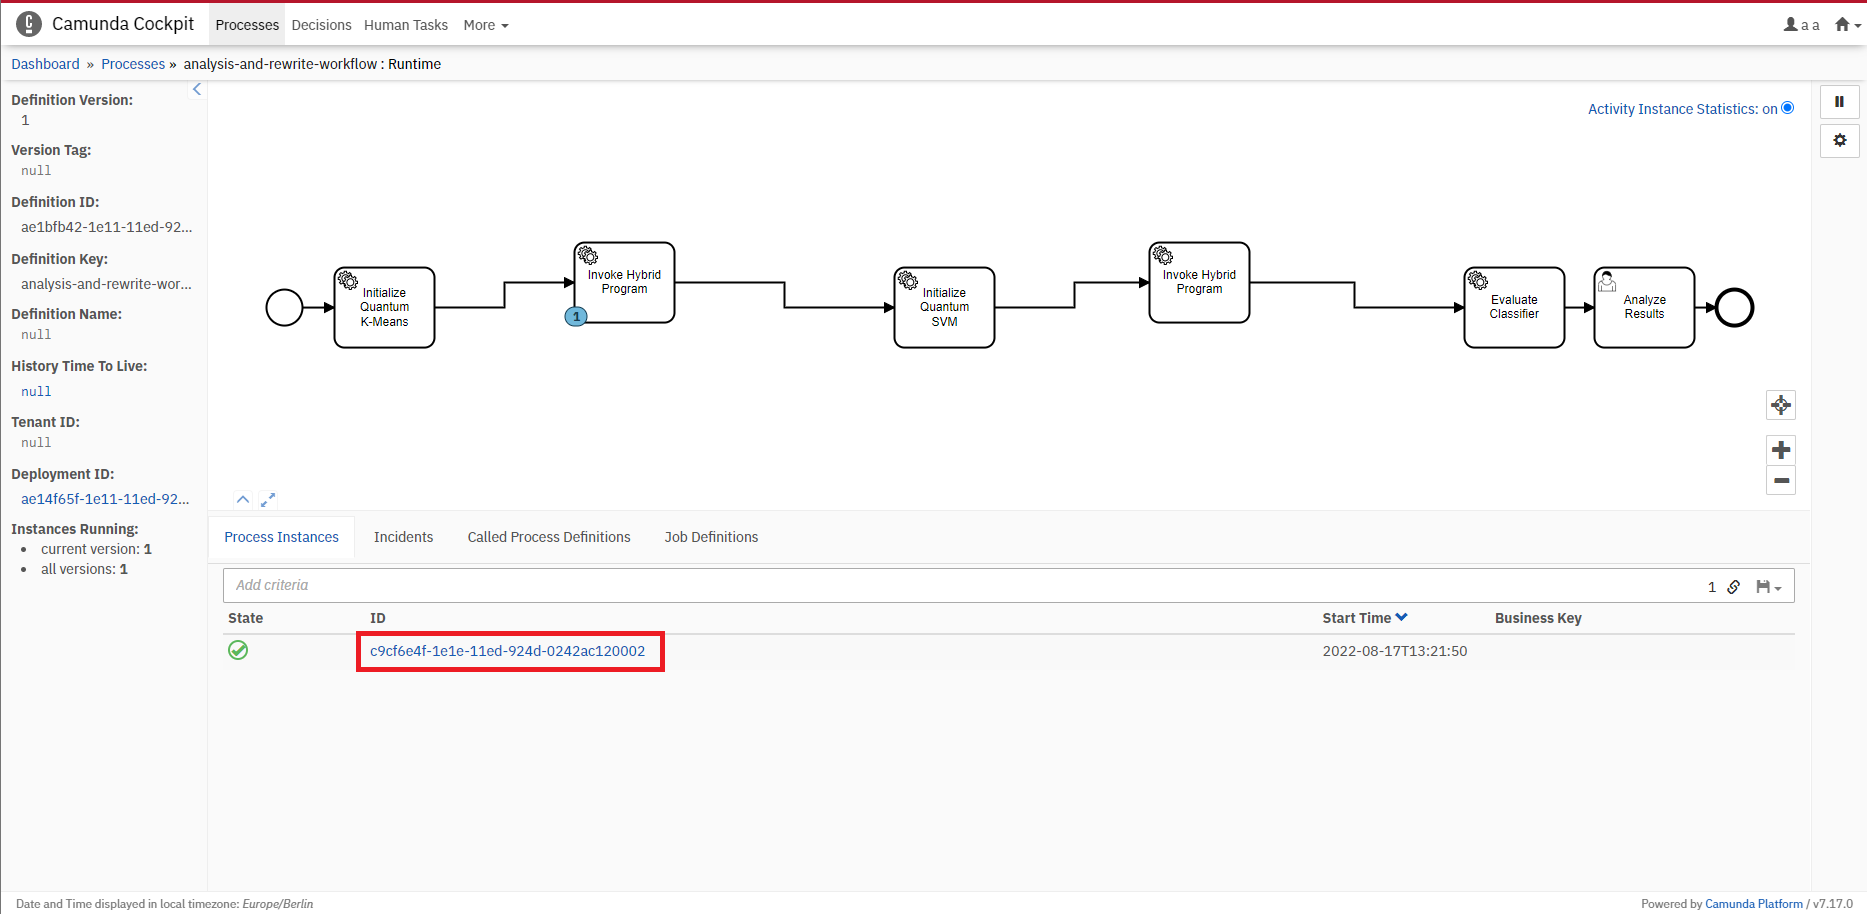 Camunda Cockpit
Processes
Decisions
Human Tasks
More
a a
Dashboard » Processes » analysis-and-rewrite-workflow : Runtime
Definition Version:
1
Version Tag:
null
Definition ID:
ae1bfb42-1e11-11ed-92...
Definition Key:
analysis-and-rewrite-wor...
Definition Name:
null
History Time To Live:
null
Tenant ID:
null
Deployment ID:
ae14f65f-1e11-11ed-92...
Instances Running:
current version: 1
all versions: 1
Activity Instance Statistics: on
Initialize
Quantum
K-Means
Invoke Hybrid
Program
1
Initialize
Quantum
SVM
Invoke Hybrid
Program
Evaluate
Classifier
Analyze
Results
Process Instances
Incidents
Called Process Definitions
Job Definitions
Add criteria
1
State
ID
Start Time
Business Key
c9cf6e4f-1e1e-11ed-924d-0242ac120002
2022-08-17T13:21:50
Date and Time displayed in local timezone: Europe/Berlin
Powered by Camunda Platform / v7.17.0